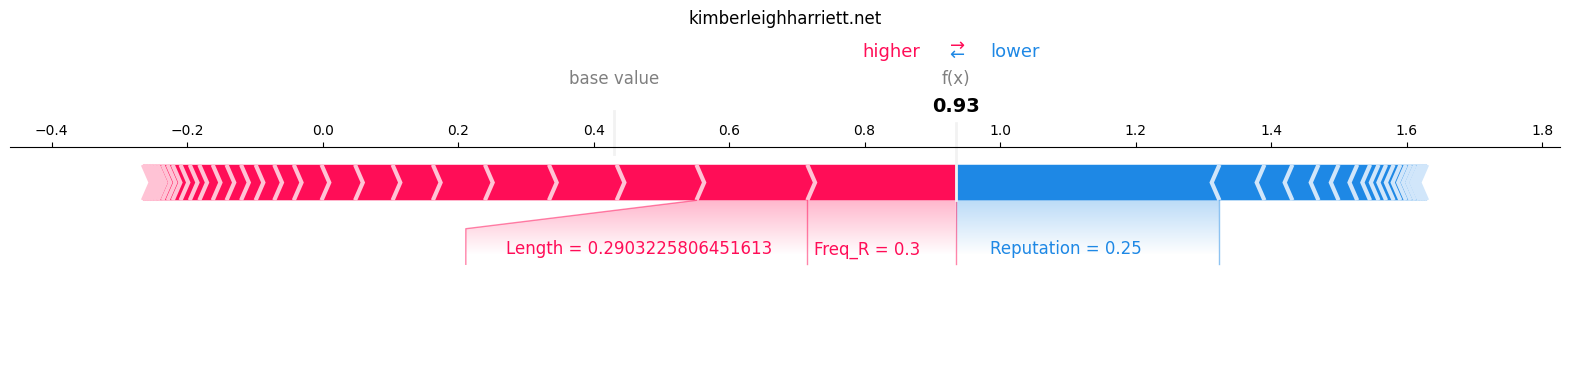 kimberleighharriett.net
higher → ← lower
base value f(x)
0.93
−0.4 −0.2 0.0 0.2 0.4 0.6 0.8 1.0 1.2 1.4 1.6 1.8
Length = 0.2903225806451613 Freq_R = 0.3 Reputation = 0.25